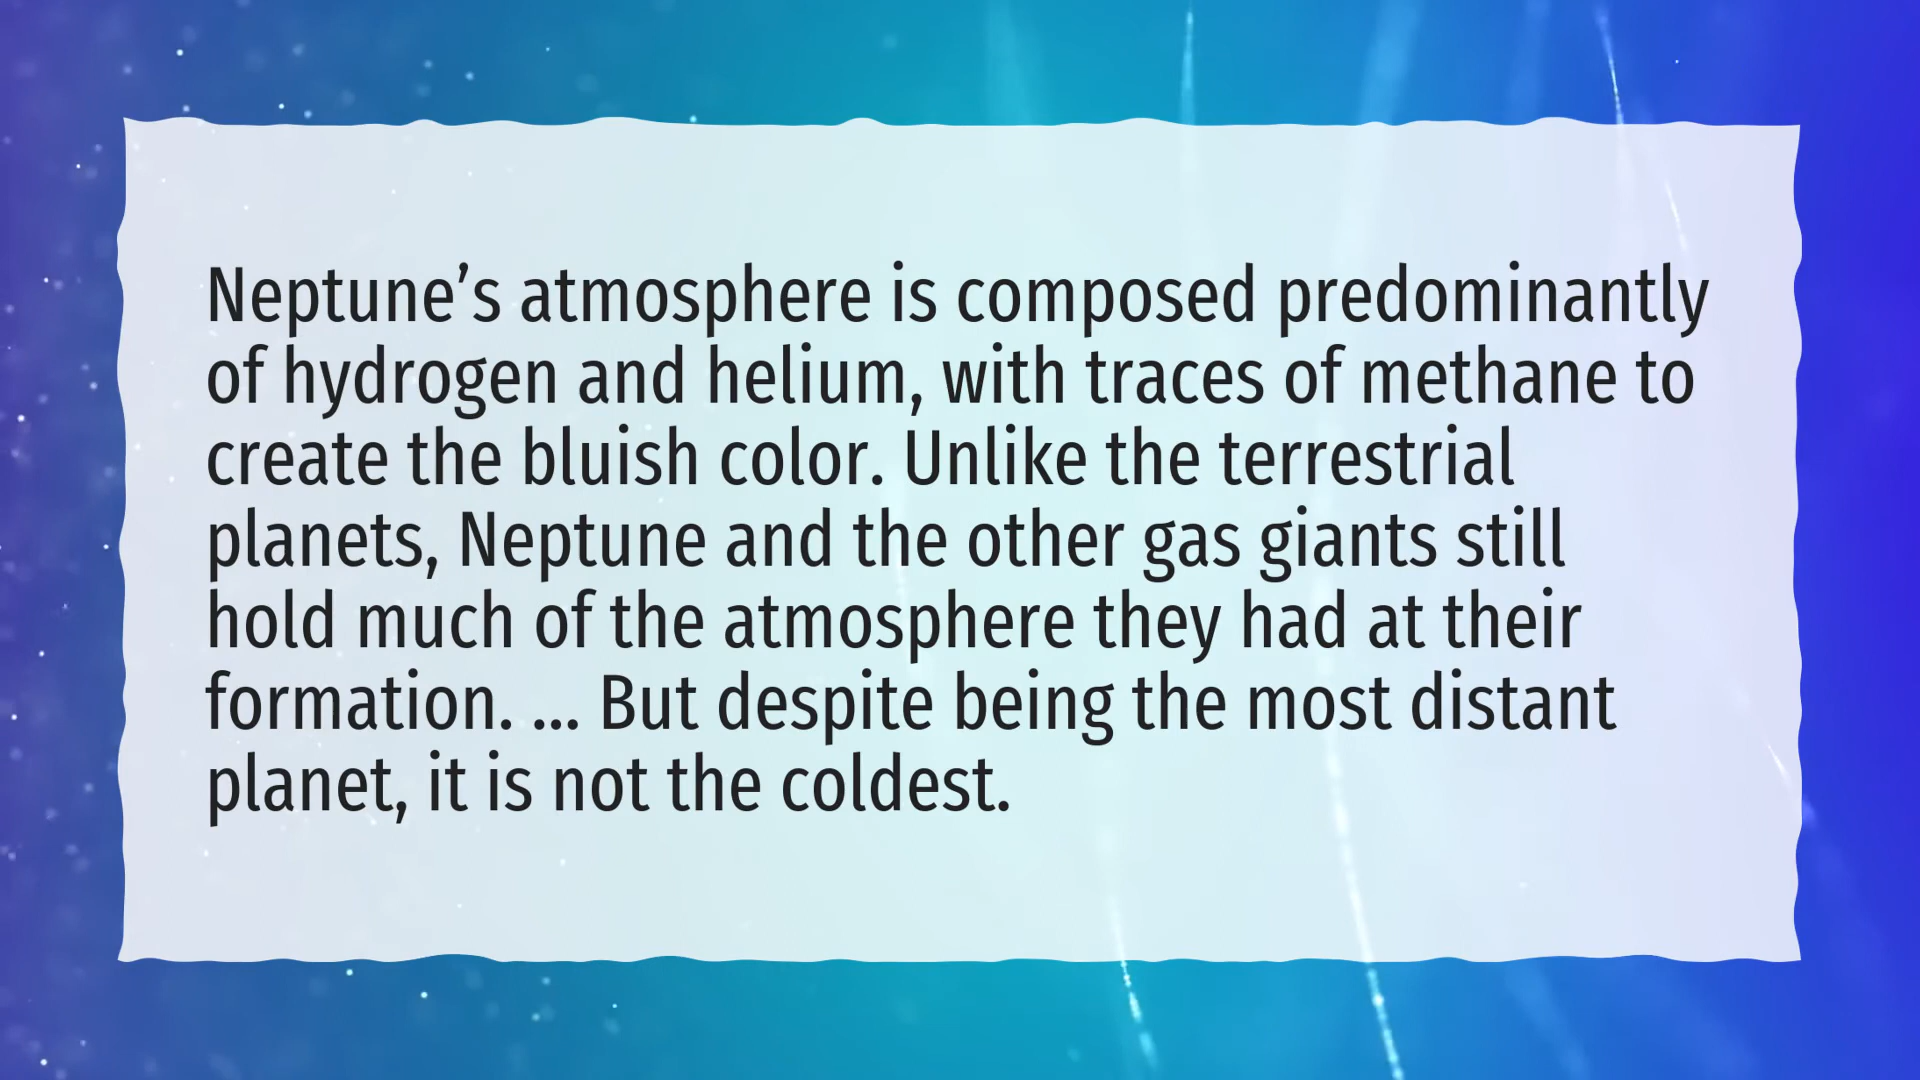 Neptune’s atmosphere is composed predominantly
of hydrogen and helium, with traces of methane to
create the bluish color. Unlike the terrestrial
planets, Neptune and the other gas giants still
hold much of the atmosphere they had at their
formation. ... But despite being the most distant
planet, it is not the coldest.